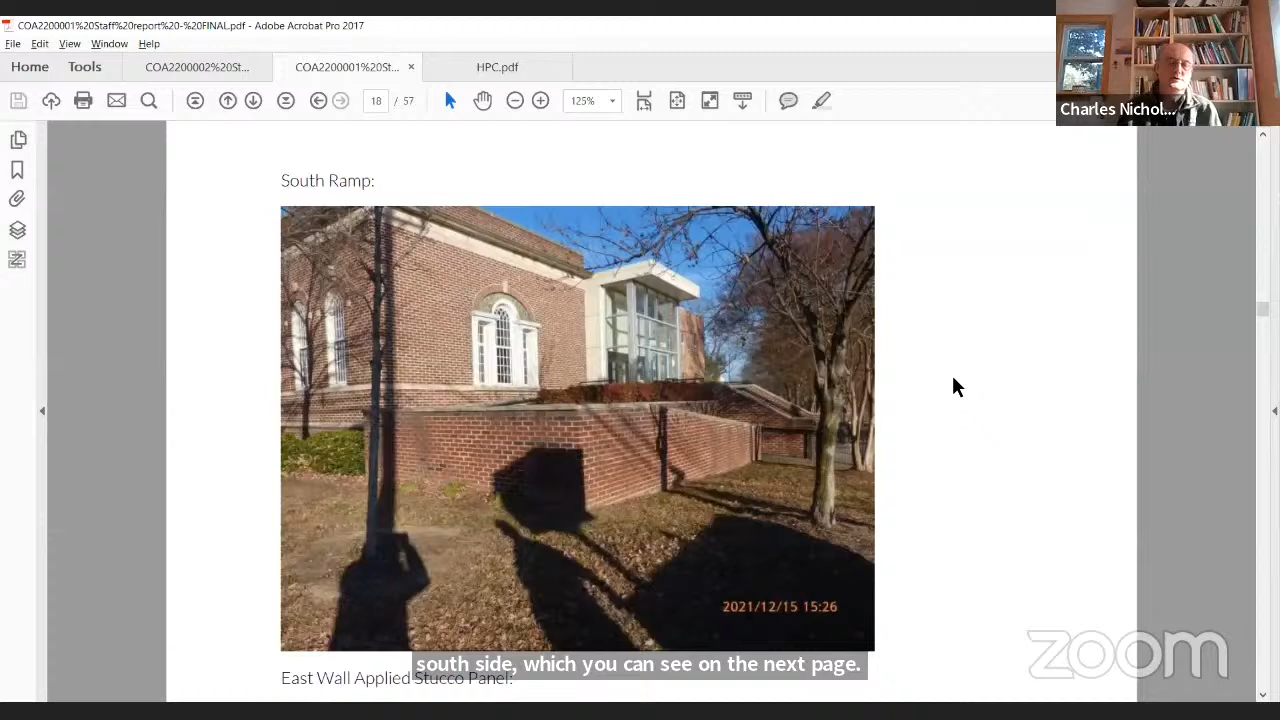 COA2200001%20Staff%20report%20-%20FINAL.pdf - Adobe Acrobat Pro 2017
File Edit View Window Help
Home Tools COA2200002%20St... COA2200001%20St... × HPC.pdf
18 / 57 125%
Charles Nichol...
South Ramp:
2021/12/15 15:26
south side, which you can see on the next page.
East Wall Applied Stucco Panel:
zoom